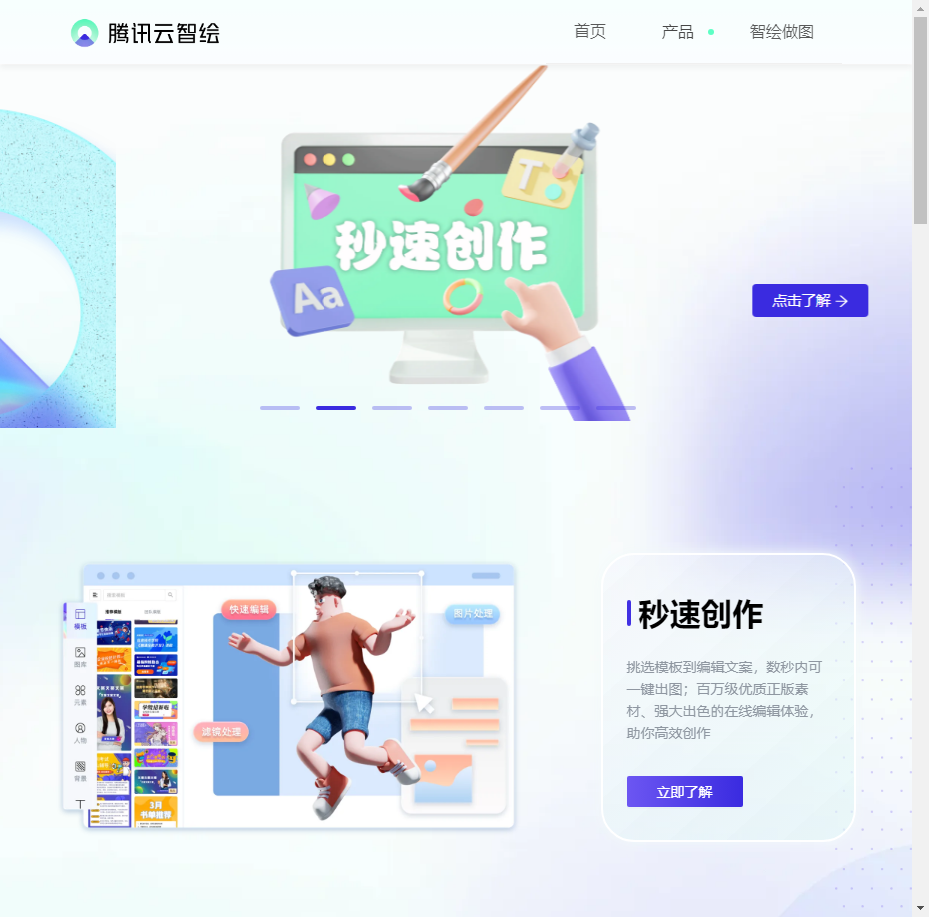 腾讯云智绘
首页
产品
智绘做图
T
秒速创作
Aa
点击了解
快速编辑
图片处理
模板
图库
元素
人物
背景
滤镜处理
3月
书单推荐
秒速创作
挑选模板到编辑文案，数秒内可
一键出图；百万级优质正版素
材、强大出色的在线编辑体验，
助你高效创作
立即了解